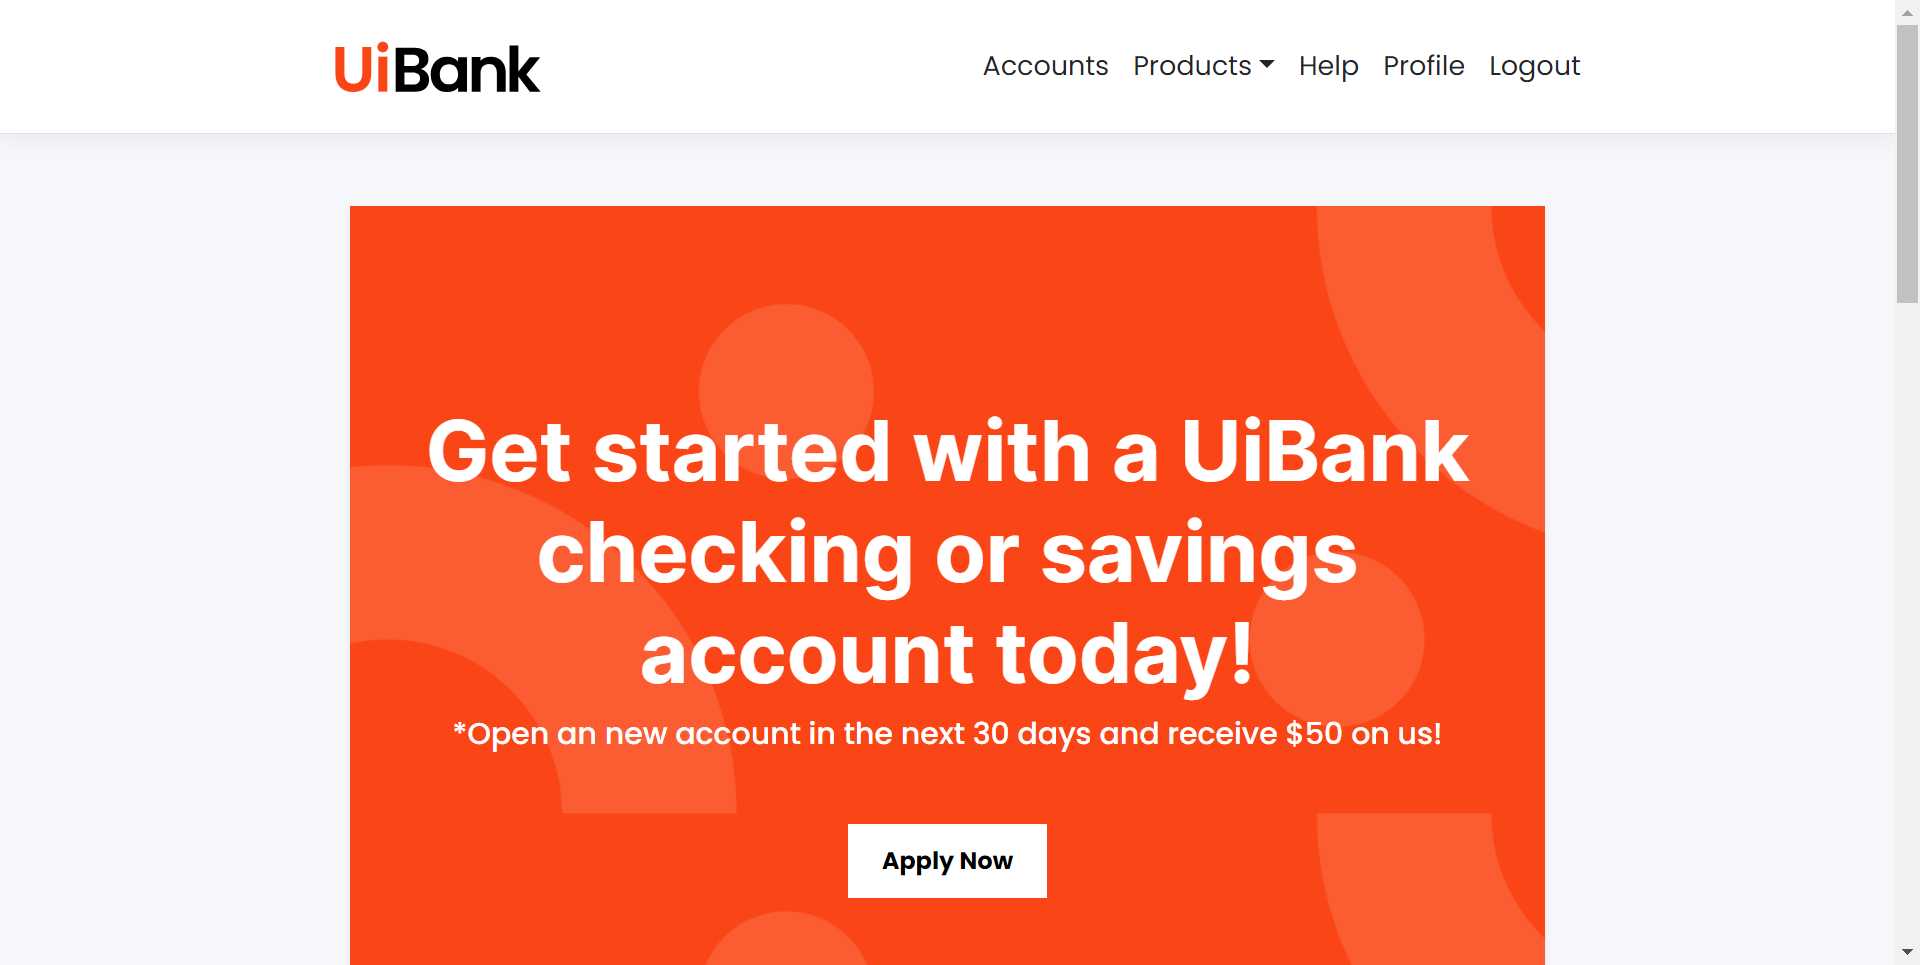 UiBank
Accounts Products Help Profile Logout
Get started with a UiBank
checking or savings
account today!
*Open an new account in the next 30 days and receive $50 on us!
Apply Now